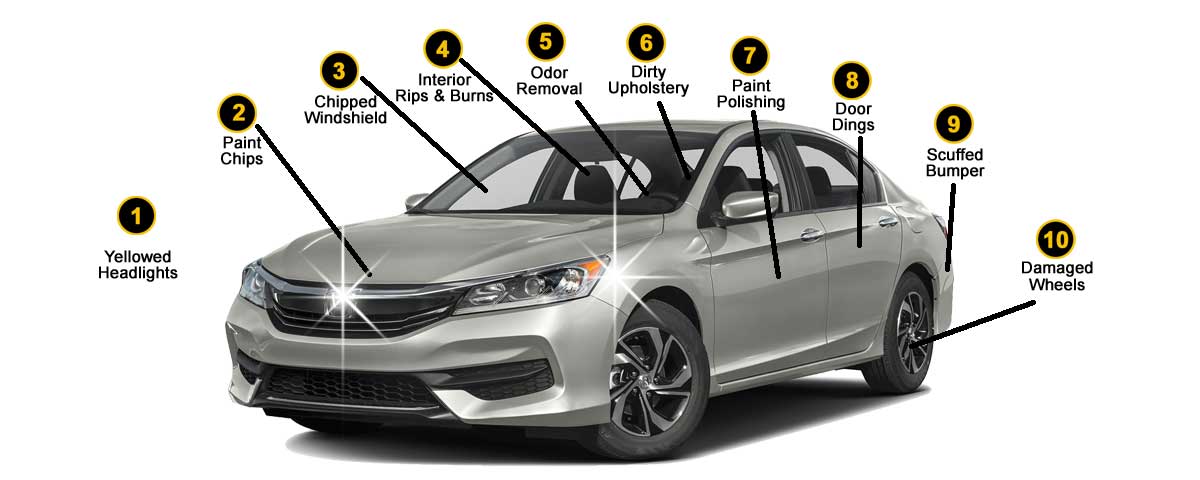 1
Yellowed
Headlights
2
Paint
Chips
3
Chipped
Windshield
4
Interior
Rips & Burns
5
Odor
Removal
6
Dirty
Upholstery
7
Paint
Polishing
8
Door
Dings
9
Scuffed
Bumper
10
Damaged
Wheels